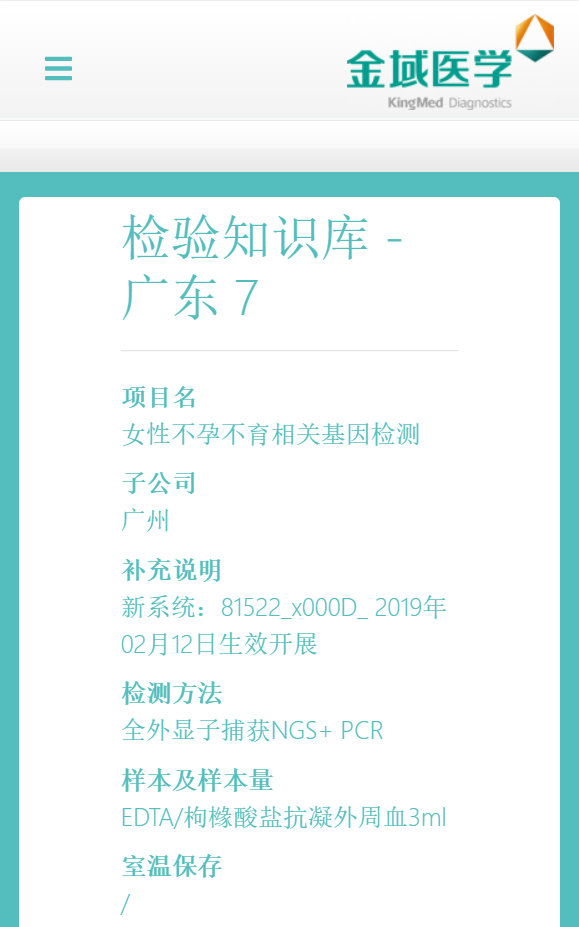 金域医学
KingMed Diagnostics
检验知识库 -
广东 7
项目名
女性不孕不育相关基因检测
子公司
广州
补充说明
新系统：81522_x000D_ 2019年
02月12日生效开展
检测方法
全外显子捕获NGS+ PCR
样本及样本量
EDTA/枸橼酸盐抗凝外周血3ml
室温保存
/